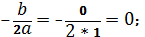 -b/2a = -0/(2*1) = 0;